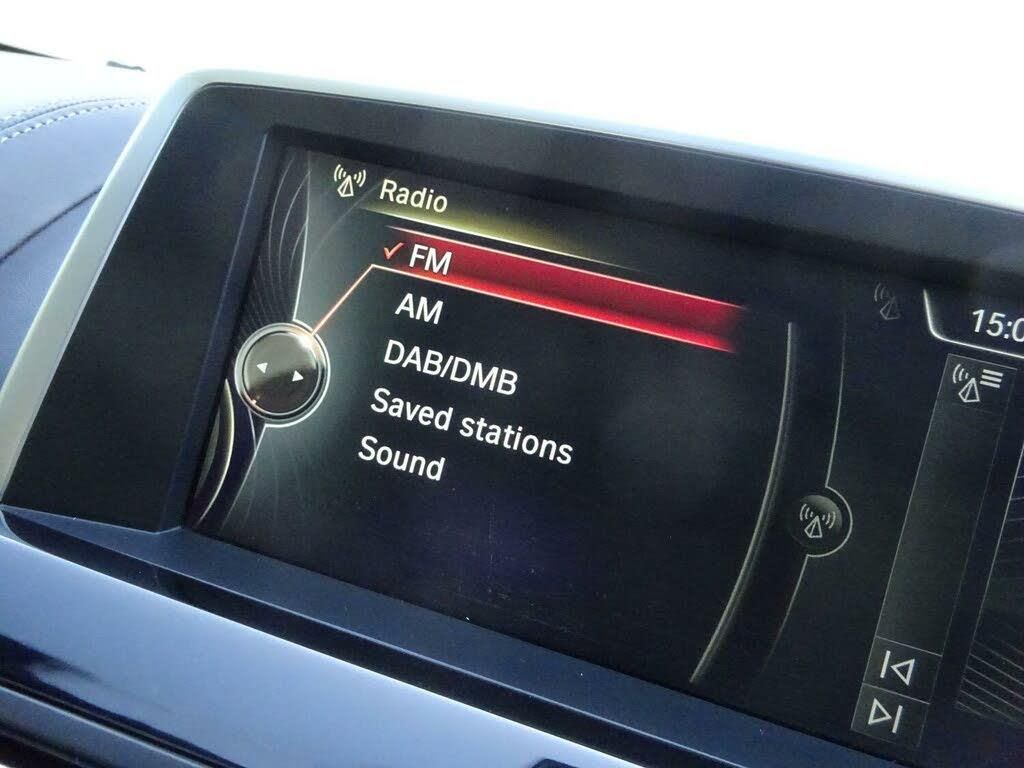 Radio
FM
AM
DAB/DMB
Saved stations
Sound